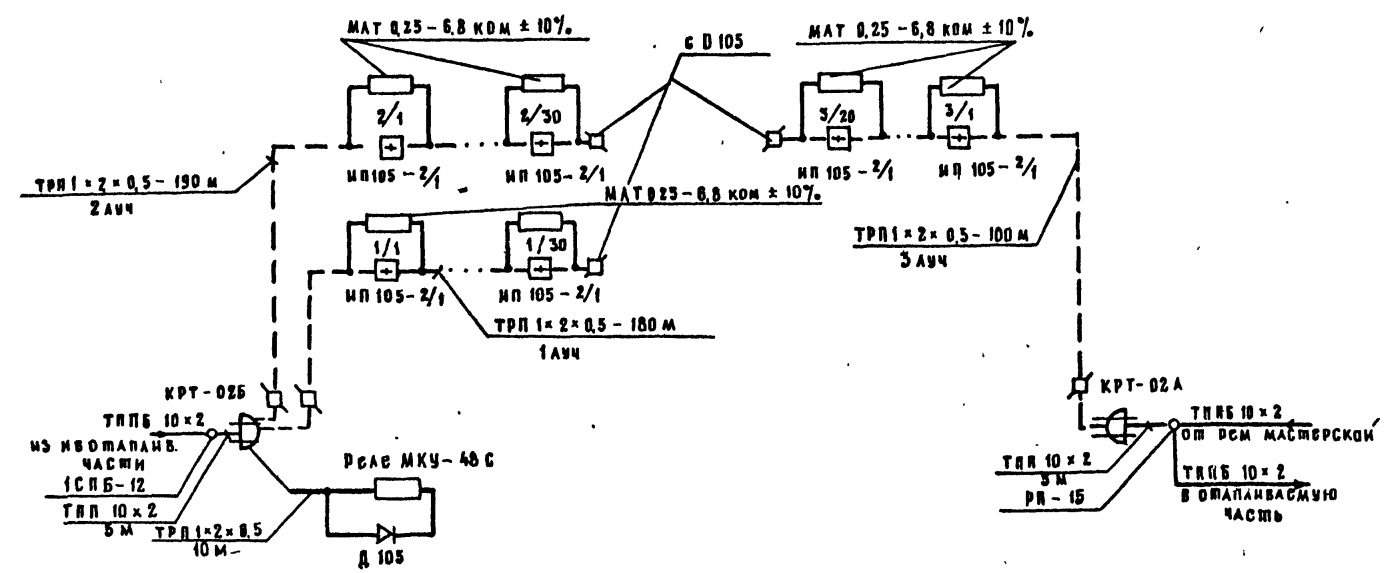 МЛТ 0,25 – 6,8 КОМ ± 10%
с D 105
МЛТ 0,25 – 6,8 КОМ ± 10%
2/1
2/30
3/20
3/1
ИП105 – 2/1
ИП 105 – 2/1
ИП 105 – 2/1
ИП 105 – 2/1
ТРП 1×2×0,5 – 190 м
2 ЛУЧ
МЛТ 0,25 – 6,8 КОМ ± 10%
1/1
1/30
ТРП 1×2×0,5 – 100 м
3 ЛУЧ
ИП 105 – 2/1
ИП 105 – 2/1
ТРП 1×2×0,5 – 180 м
1 ЛУЧ
КРТ – 02Б
КРТ – 02А
ТППБ 10×2
ИЗ НЕОТАПЛИВ.
ЧАСТИ
1СПБ–12
ТПП 10×2
5 м
ТРП 1×2×0,5
10 м
Реле МКУ – 48 С
Д 105
ТППБ 10×2
ОТ РЕМ МАСТЕРСКОЙ
ТПП 10×2
5 м
РП – 15
ТППБ 10×2
В ОТАПЛИВАЕМУЮ
ЧАСТЬ